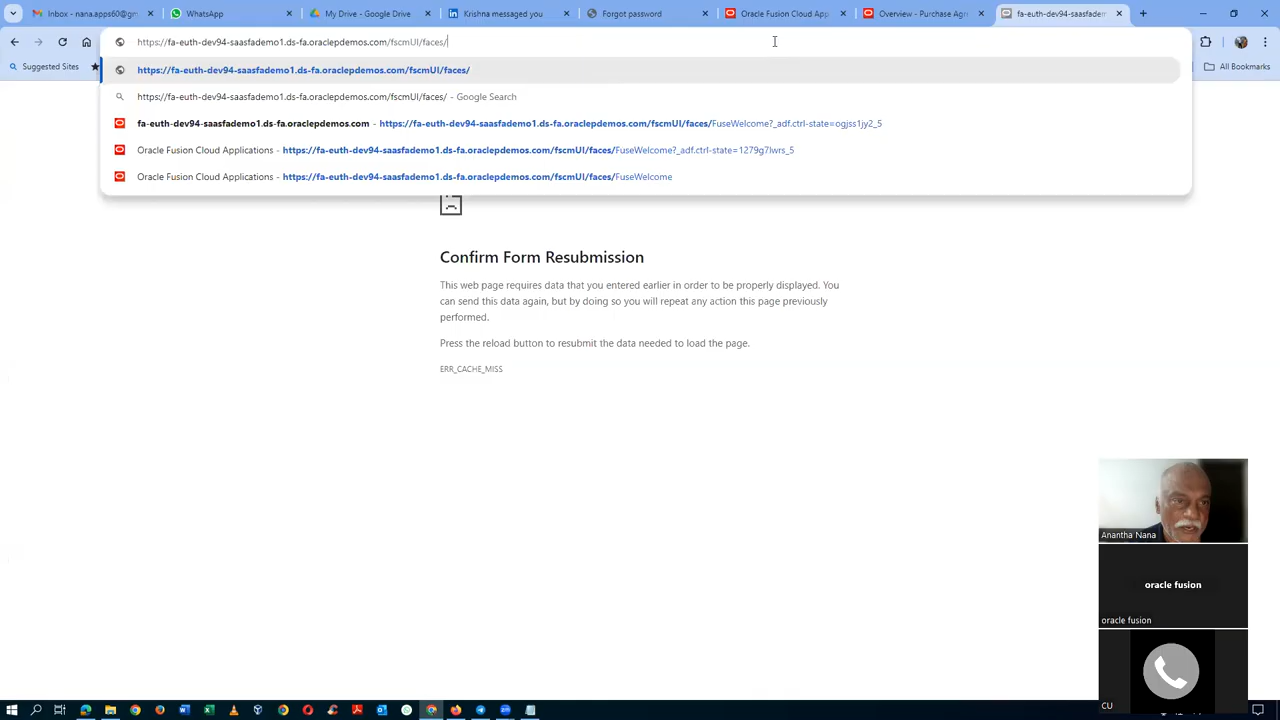 Inbox - nana.db@gm
WhatsApp
My Drive - Google Drive
Krishna messaged you
Forgot password
Oracle Fusion Cloud App
Overview - Purchase Agr
fa-euth-dev94-saasfadem
https://fa-euth-dev94-saasfademo1.ds-fa.oraclepdemos.com/fscmUI/faces/
Suggested Sites
All Bookmarks
https://fa-euth-dev94-saasfademo1.ds-fa.oraclepdemos.com/fscmUI/faces/
https://fa-euth-dev94-saasfademo1.ds-fa.oraclepdemos.com/fscmUI/faces/ - Google Search
fa-euth-dev94-saasfademo1.ds-fa.oraclepdemos.com - https://fa-euth-dev94-saasfademo1.ds-fa.oraclepdemos.com/fscmUI/faces/FuseWelcome?_adf.ctrl-state=ogjss1jy2_5
Oracle Fusion Cloud Applications - https://fa-euth-dev94-saasfademo1.ds-fa.oraclepdemos.com/fscmUI/faces/FuseWelcome?_adf.ctrl-state=1279g7lwrs_5
Oracle Fusion Cloud Applications - https://fa-euth-dev94-saasfademo1.ds-fa.oraclepdemos.com/fscmUI/faces/FuseWelcome
Confirm Form Resubmission
This web page requires data that you entered earlier in order to be properly displayed. You
can send this data again, but by doing so you will repeat any action this page previously
performed.
Press the reload button to resubmit the data needed to load the page.
ERR_CACHE_MISS
Anantha Nana
oracle fusion
oracle fusion
CU